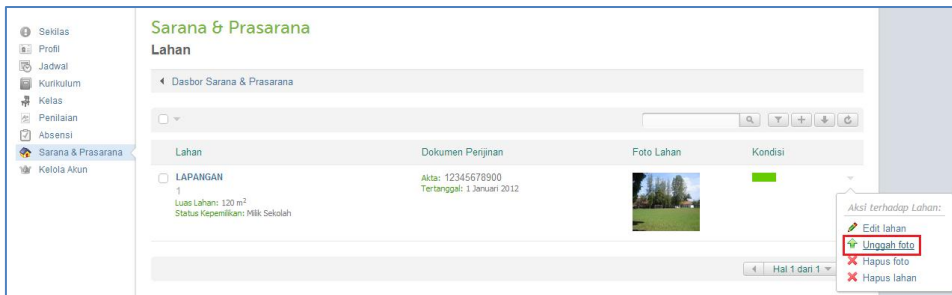 Sekilas
Profil
Jadwal
Kurikulum
Kelas
Penilaian
Absensi
Sarana & Prasarana
Kelola Akun
Sarana & Prasarana
Lahan
Dasbor Sarana & Prasarana
Lahan Dokumen Perijinan Foto Lahan Kondisi
LAPANGAN
1
Luas Lahan: 120 m²
Status Kepemilikan: Milik Sekolah
Akta: 12345678900
Tertanggal: 1 Januari 2012
Aksi terhadap Lahan:
Edit lahan
Unggah foto
Hapus foto
Hapus lahan
Hal 1 dari 1